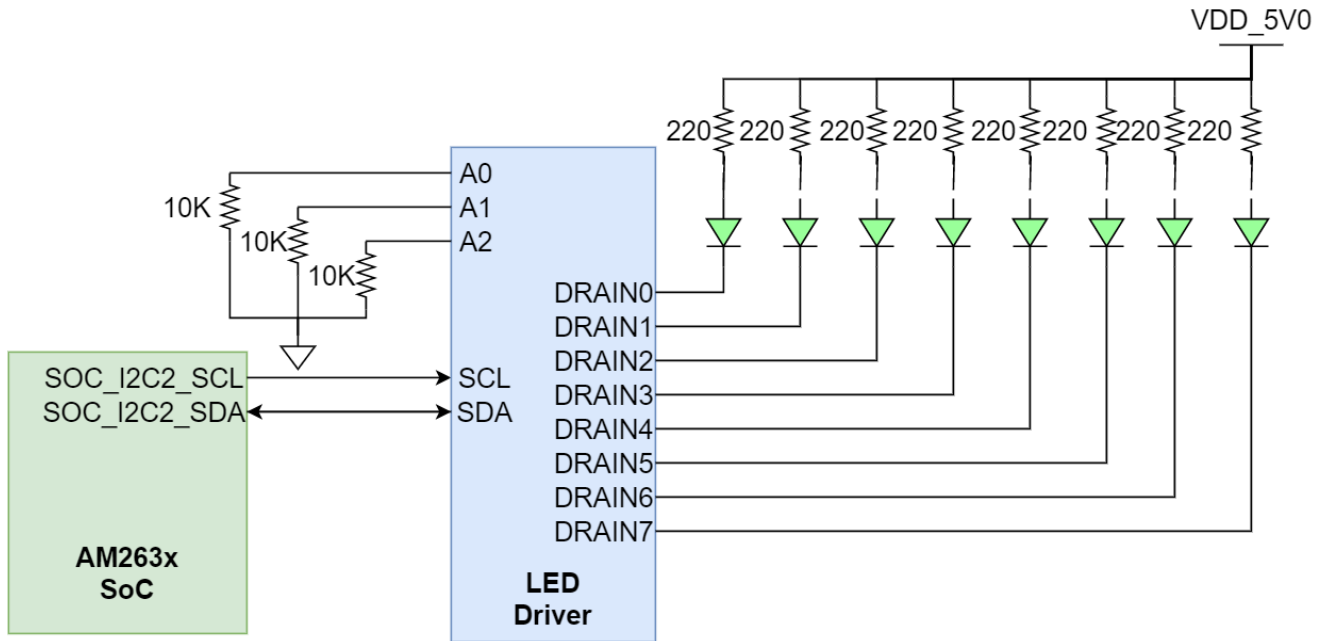 VDD_5V0
220 220 220 220 220 220 220 220
A0
10K
A1
10K
A2
10K
DRAIN0
DRAIN1
DRAIN2
SOC_I2C2_SCL
SCL
DRAIN3
SOC_I2C2_SDA
SDA
DRAIN4
DRAIN5
DRAIN6
DRAIN7
AM263x
SoC
LED
Driver